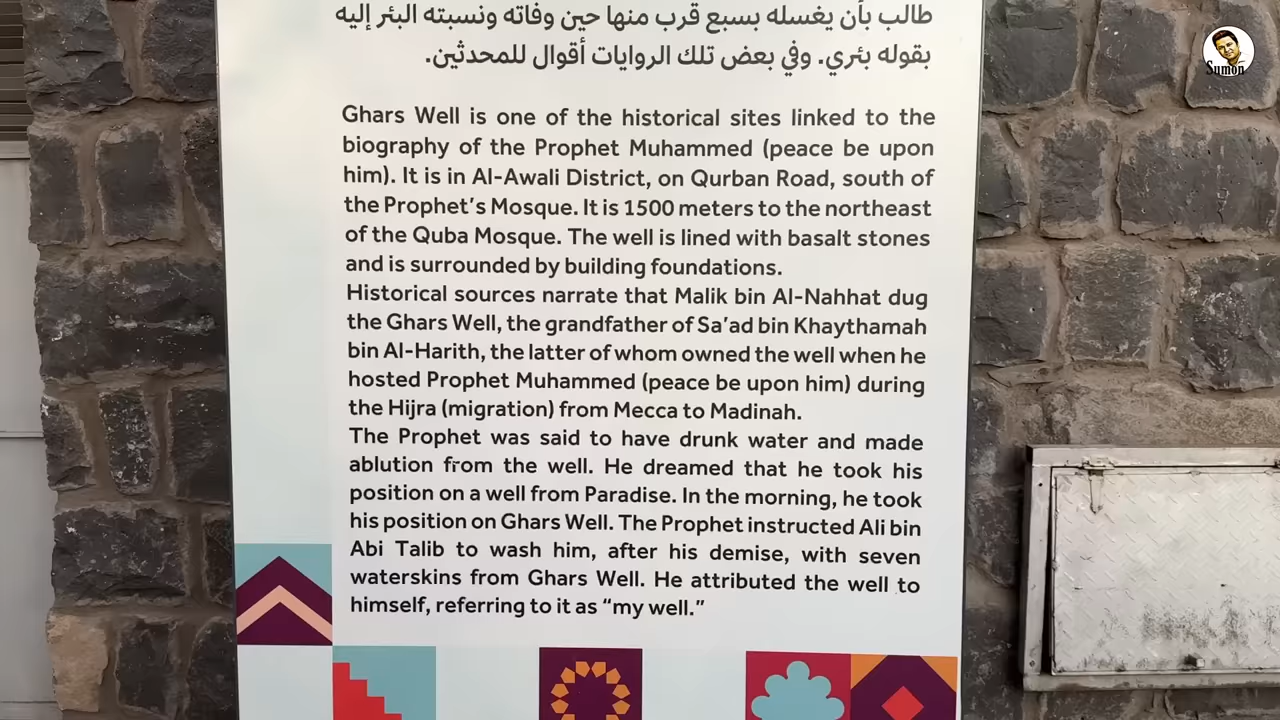 طالب بأن يغسله بسبع قرب منها حين وفاته ونسبته البئر إليه
بقوله بئري. وفي بعض تلك الروايات أقوال للمحدثين.
Ghars Well is one of the historical sites linked to the
biography of the Prophet Muhammed (peace be upon
him). It is in Al-Awali District, on Qurban Road, south of
the Prophet's Mosque. It is 1500 meters to the northeast
of the Quba Mosque. The well is lined with basalt stones
and is surrounded by building foundations.
Historical sources narrate that Malik bin Al-Nahhat dug
the Ghars Well, the grandfather of Sa'ad bin Khaythamah
bin Al-Harith, the latter of whom owned the well when he
hosted Prophet Muhammed (peace be upon him) during
the Hijra (migration) from Mecca to Madinah.
The Prophet was said to have drunk water and made
ablution from the well. He dreamed that he took his
position on a well from Paradise. In the morning, he took
his position on Ghars Well. The Prophet instructed Ali bin
Abi Talib to wash him, after his demise, with seven
waterskins from Ghars Well. He attributed the well to
himself, referring to it as “my well.”
Sumon